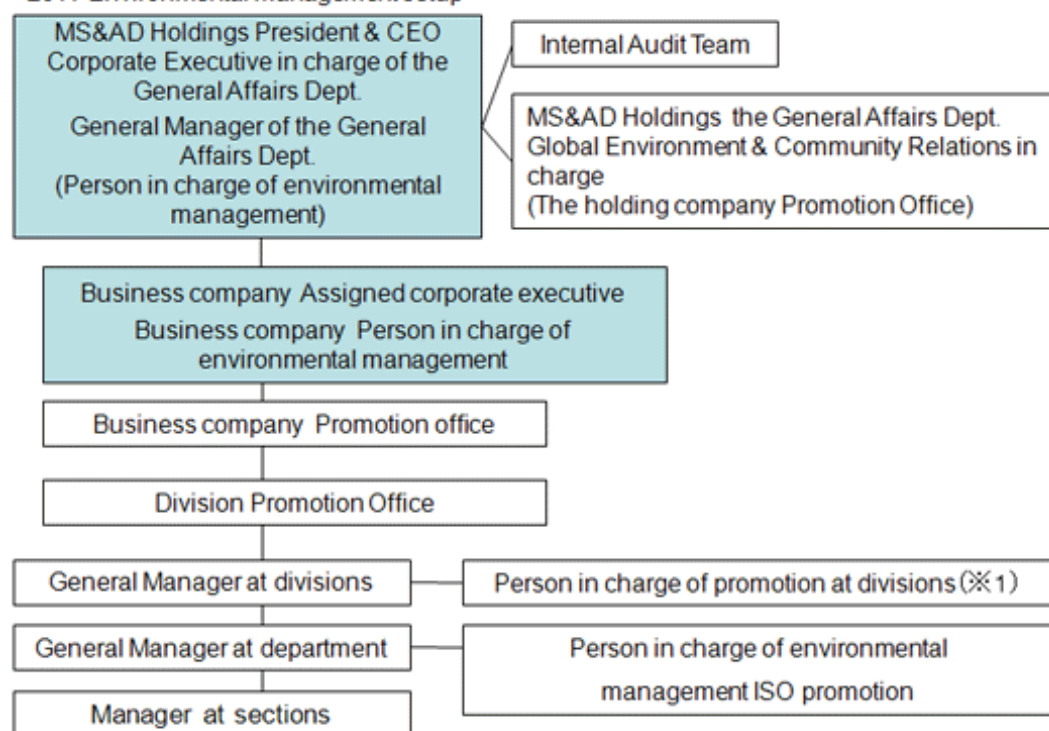 Environmental management setup
MS&AD Holdings President & CEO
Corporate Executive in charge of the
General Affairs Dept.
General Manager of the General
Affairs Dept.
(Person in charge of environmental
management)
Internal Audit Team
MS&AD Holdings the General Affairs Dept.
Global Environment & Community Relations in
charge
(The holding company Promotion Office)
Business company Assigned corporate executive
Business company Person in charge of
environmental management
Business company Promotion office
Division Promotion Office
General Manager at divisions
Person in charge of promotion at divisions(※1)
General Manager at department
Person in charge of environmental
management ISO promotion
Manager at sections